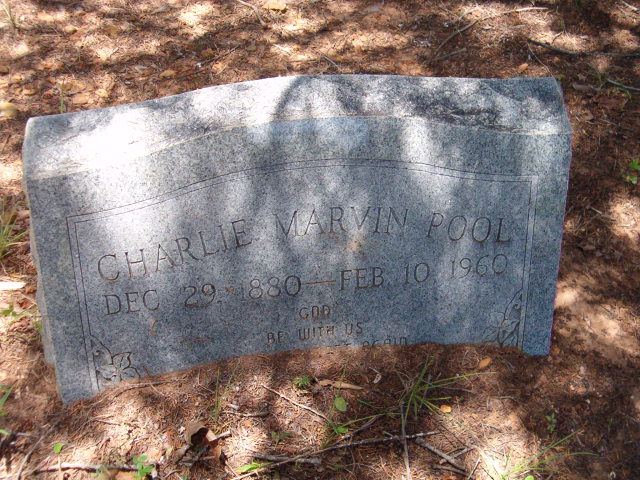 CHARLIE MARVIN POOL
DEC 29, 1880 — FEB 10 1960
GOD
BE WITH US